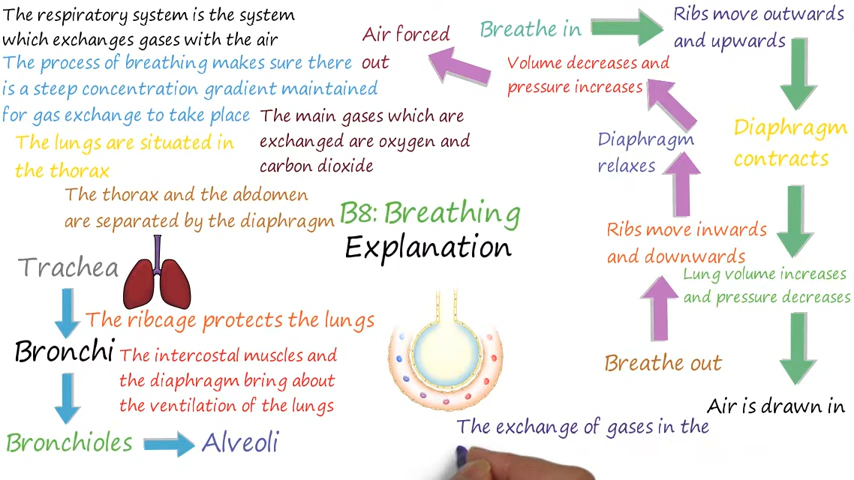 The respiratory system is the system
which exchanges gases with the air
The process of breathing makes sure there
is a steep concentration gradient maintained
for gas exchange to take place
The main gases which are
exchanged are oxygen and
carbon dioxide
The lungs are situated in
the thorax
The thorax and the abdomen
are separated by the diaphragm
B8: Breathing
Explanation
Trachea
The ribcage protects the lungs
Bronchi
The intercostal muscles and
the diaphragm bring about
the ventilation of the lungs
Bronchioles
Alveoli
Breathe in
Ribs move outwards
and upwards
Diaphragm
contracts
Lung volume increases
and pressure decreases
Air is drawn in
Breathe out
Ribs move inwards
and downwards
Diaphragm
relaxes
Volume decreases and
pressure increases
Air forced
out
The exchange of gases in the